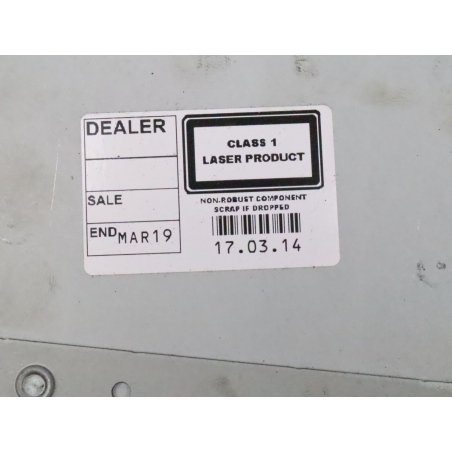 DEALER
SALE
END MAR19
CLASS 1
LASER PRODUCT
NON-ROBUST COMPONENT
SCRAP IF DROPPED
17.03.14